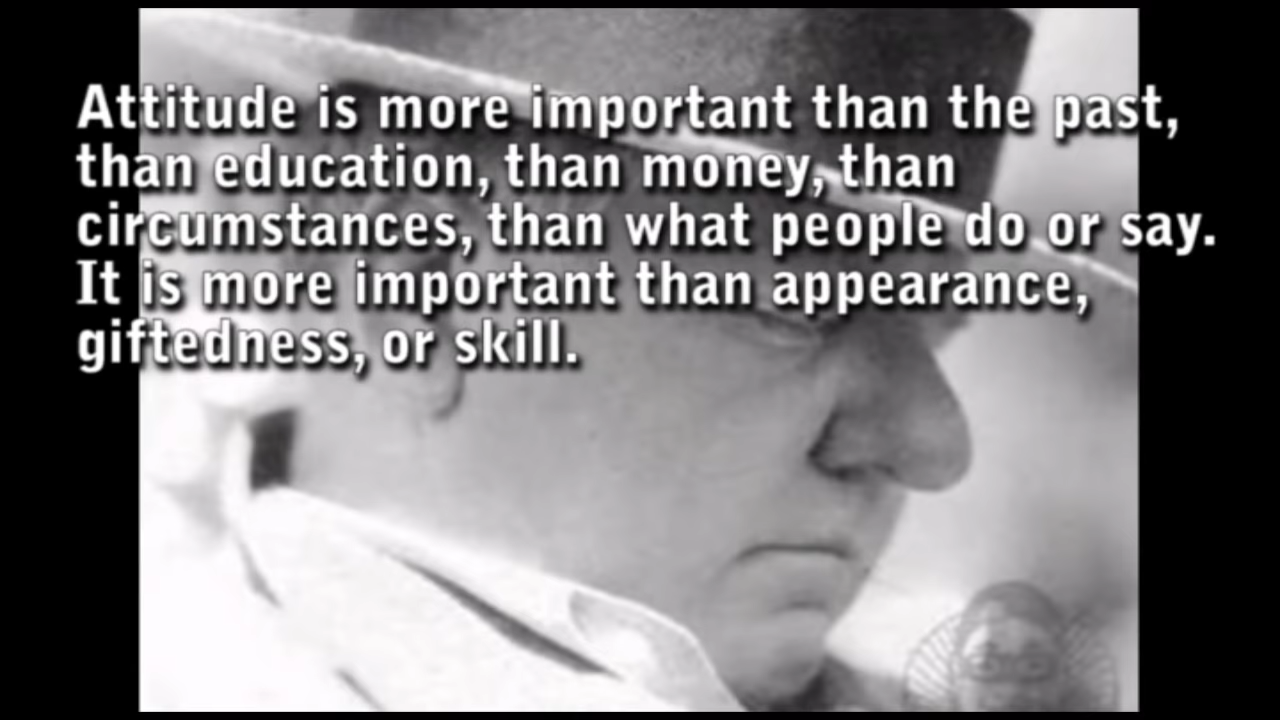 Attitude is more important than the past,
than education, than money, than
circumstances, than what people do or say.
It is more important than appearance,
giftedness, or skill.